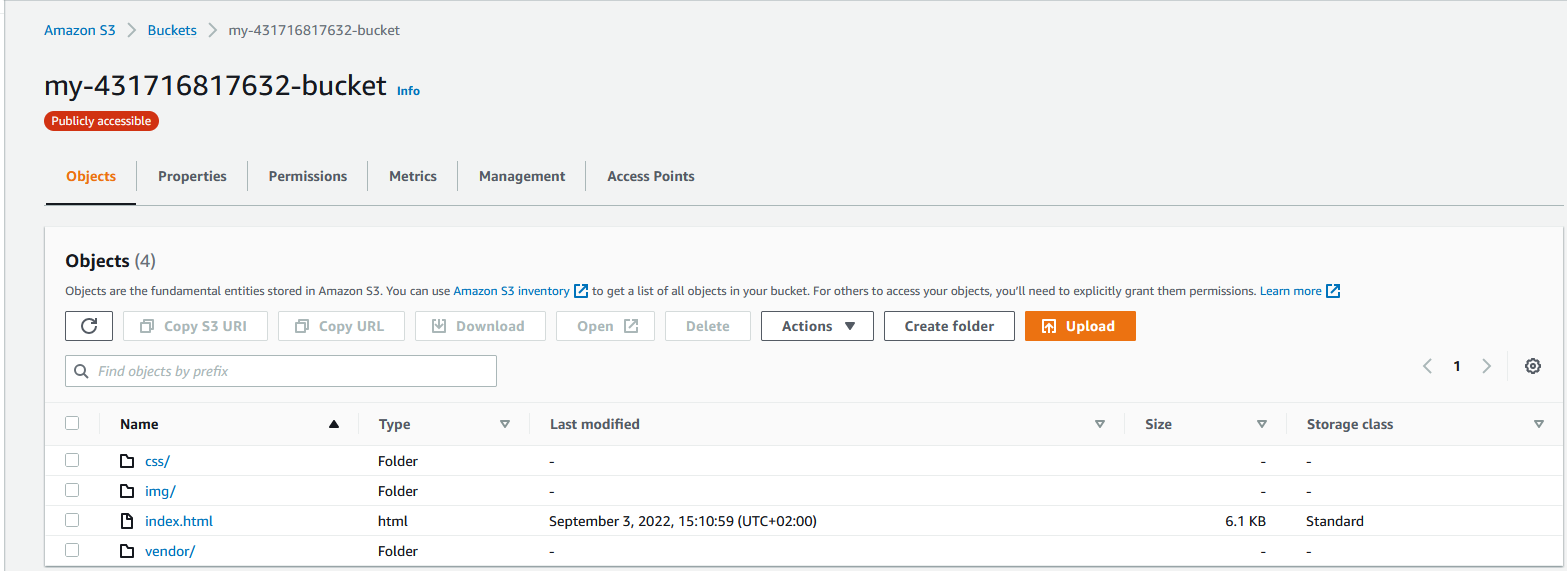 Amazon S3 > Buckets > my-431716817632-bucket
my-431716817632-bucket Info
Publicly accessible
Objects Properties Permissions Metrics Management Access Points
Objects (4)
Objects are the fundamental entities stored in Amazon S3. You can use Amazon S3 inventory to get a list of all objects in your bucket. For others to access your objects, you'll need to explicitly grant them permissions. Learn more
Copy S3 URI Copy URL Download Open Delete Actions Create folder Upload
Find objects by prefix 1
Name Type Last modified Size Storage class
css/ Folder - - -
img/ Folder - - -
index.html html September 3, 2022, 15:10:59 (UTC+02:00) 6.1 KB Standard
vendor/ Folder - - -